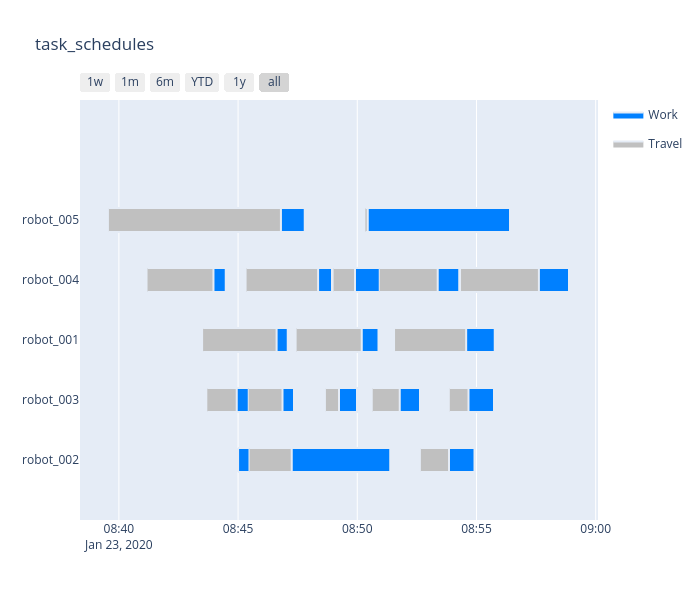 task_schedules
1w 1m 6m YTD 1y all
Work
Travel
robot_005
robot_004
robot_001
robot_003
robot_002
08:40 08:45 08:50 08:55 09:00
Jan 23, 2020